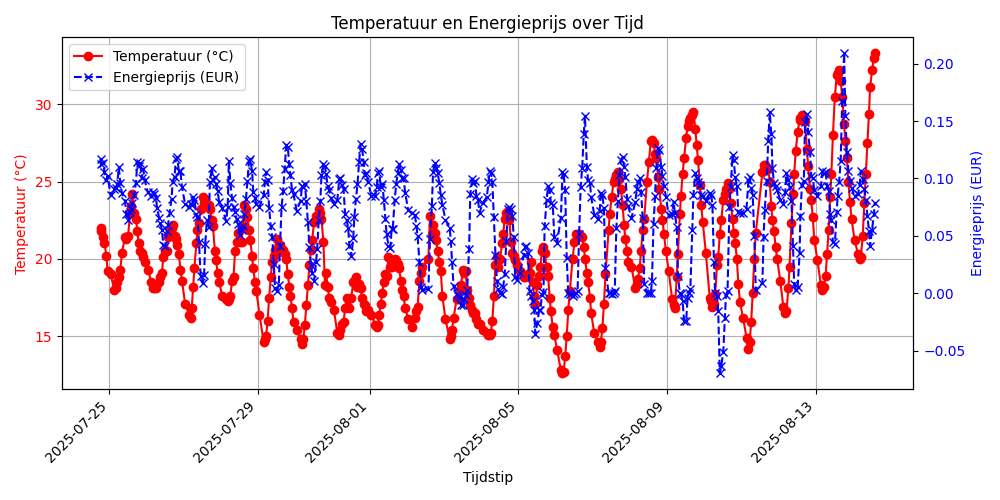 Temperatuur en Energieprijs over Tijd
Temperatuur (°C)
Energieprijs (EUR)
Temperatuur (°C)
30
25
20
15
0.20
0.15
0.10
0.05
0.00
−0.05
Energieprijs (EUR)
2025-07-25
2025-07-29
2025-08-01
2025-08-05
2025-08-09
2025-08-13
Tijdstip